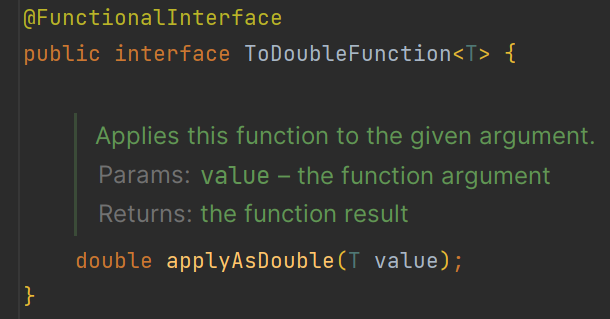 @FunctionalInterface
public interface ToDoubleFunction<T> {
Applies this function to the given argument.
Params: value – the function argument
Returns: the function result
double applyAsDouble(T value);
}